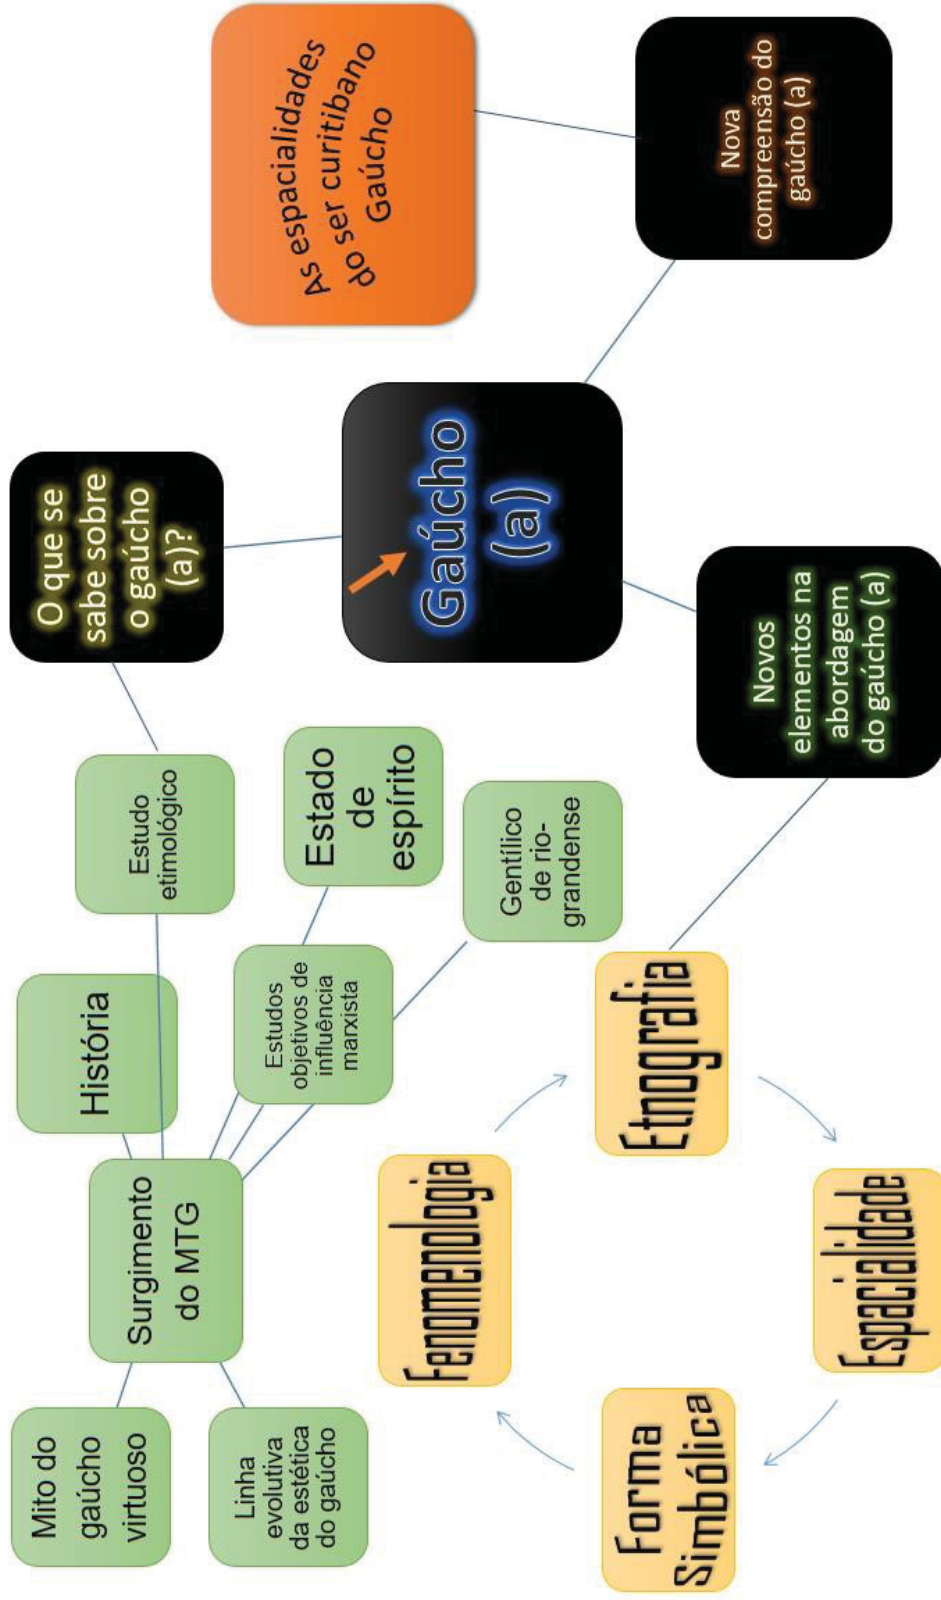 Mito do
gaúcho
virtuoso
Linha
evolutiva
da estética
do gaúcho
Surgimento
do MTG
História
Estudo
etimológico
Estudos
objetivos de
influência
marxista
Estado
de
espírito
Gentílico
de rio-
grandense
O que se
sabe sobre
o gaúcho
(a)?
Gaúcho
(a)
As espacialidades
do ser curitibano
Gaúcho
Nova
compreensão do
gaúcho (a)
Novos
elementos na
abordagem
do gaúcho (a)
Fenomenologia
Etnografia
Espacialidade
Forma
Simbólica